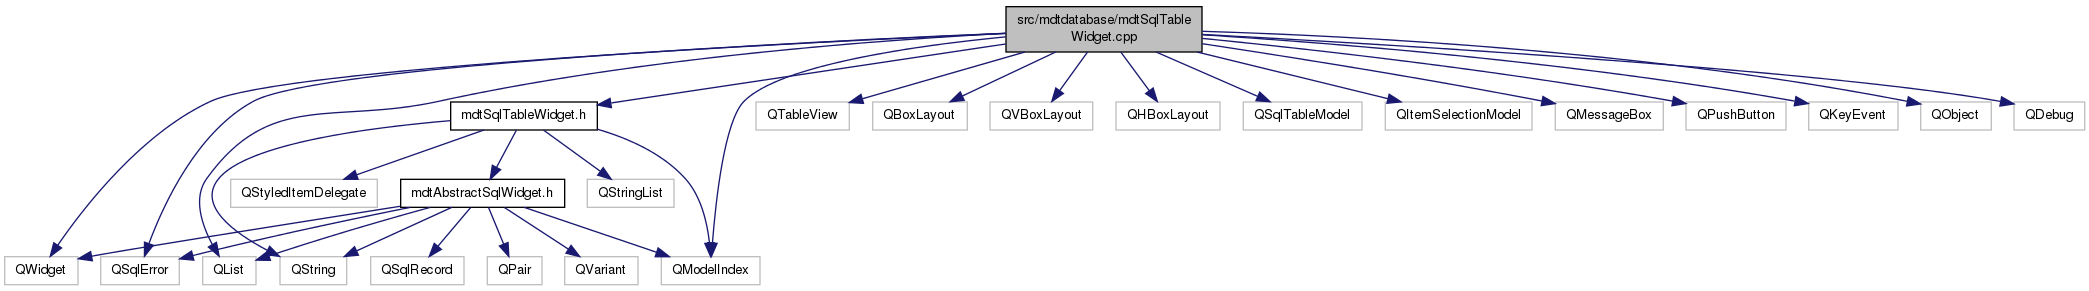 src/mdtdatabase/mdtSqlTable
Widget.cpp
mdtSqlTableWidget.h
QTableView
QBoxLayout
QVBoxLayout
QHBoxLayout
QSqlTableModel
QItemSelectionModel
QMessageBox
QPushButton
QKeyEvent
QObject
QDebug
QStyledItemDelegate
mdtAbstractSqlWidget.h
QStringList
QWidget
QSqlError
QList
QString
QSqlRecord
QPair
QVariant
QModelIndex